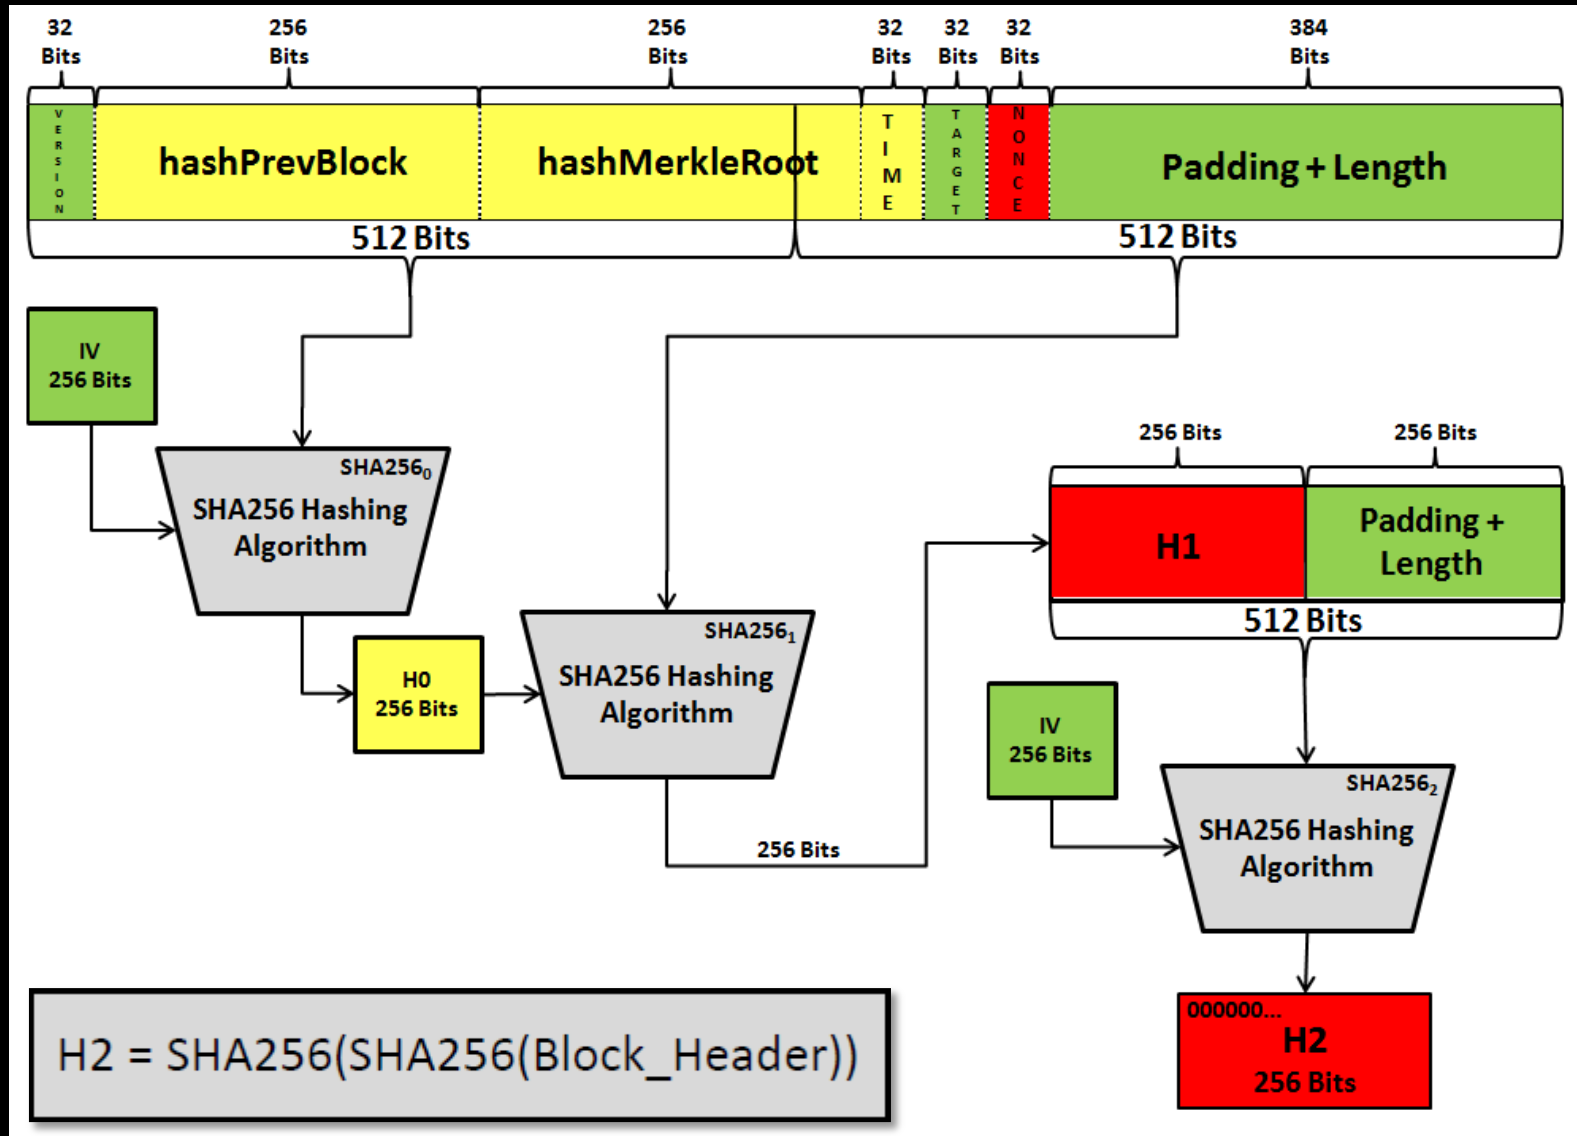 32
Bits
256
Bits
256
Bits
32
Bits
32
Bits
32
Bits
384
Bits
VERSION
hashPrevBlock
hashMerkleRoot
TIME
TARGET
NONCE
Padding + Length
512 Bits
512 Bits
IV
256 Bits
SHA256₀
SHA256 Hashing
Algorithm
H0
256 Bits
SHA256₁
SHA256 Hashing
Algorithm
256 Bits
256 Bits
256 Bits
H1
Padding +
Length
512 Bits
IV
256 Bits
SHA256₂
SHA256 Hashing
Algorithm
000000...
H2
256 Bits
H2 = SHA256(SHA256(Block_Header))